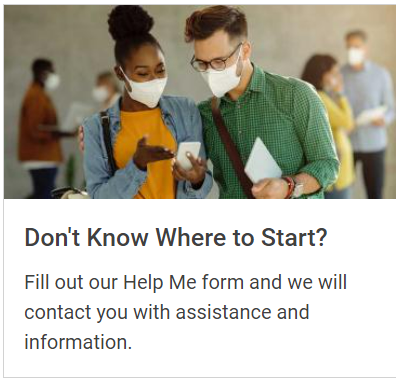 Don't Know Where to Start?
Fill out our Help Me form and we will
contact you with assistance and
information.